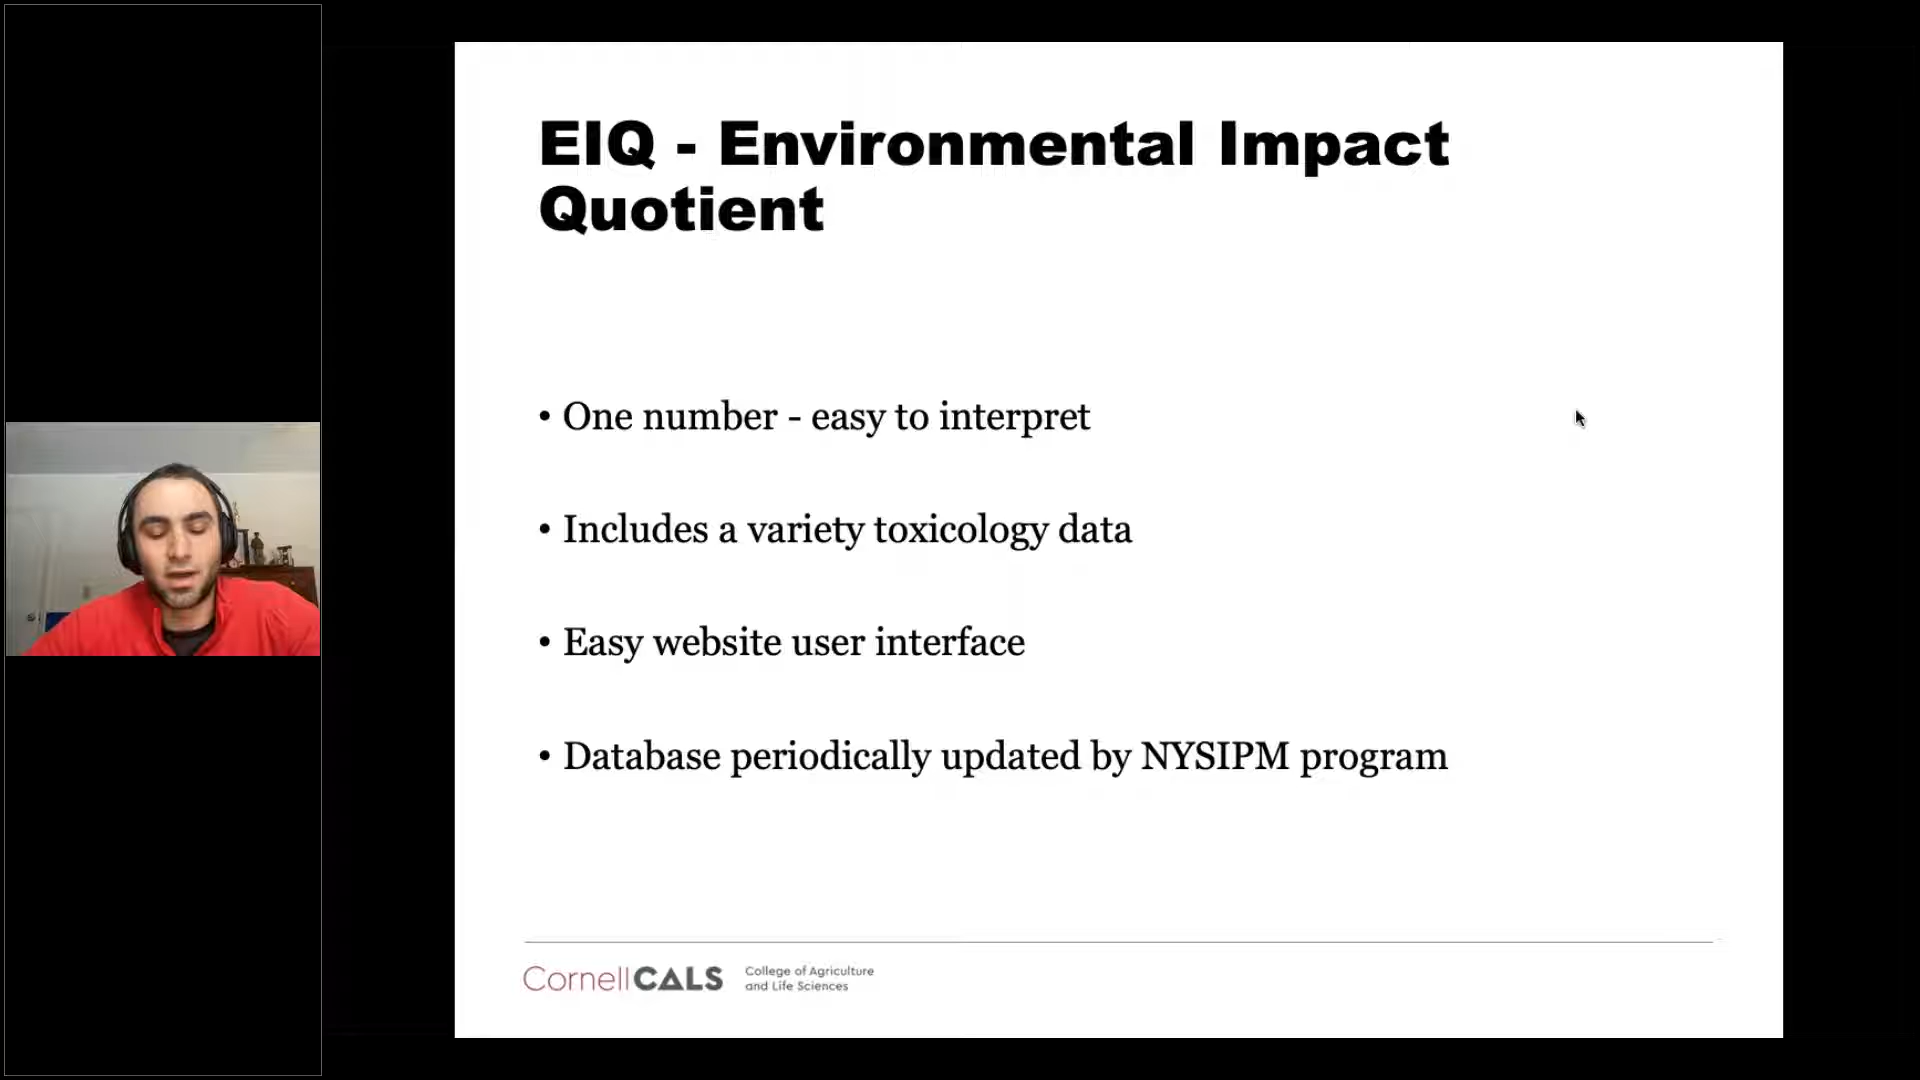 EIQ - Environmental Impact
Quotient
• One number - easy to interpret
• Includes a variety toxicology data
• Easy website user interface
• Database periodically updated by NYSIPM program
CornellCALS
College of Agriculture
and Life Sciences